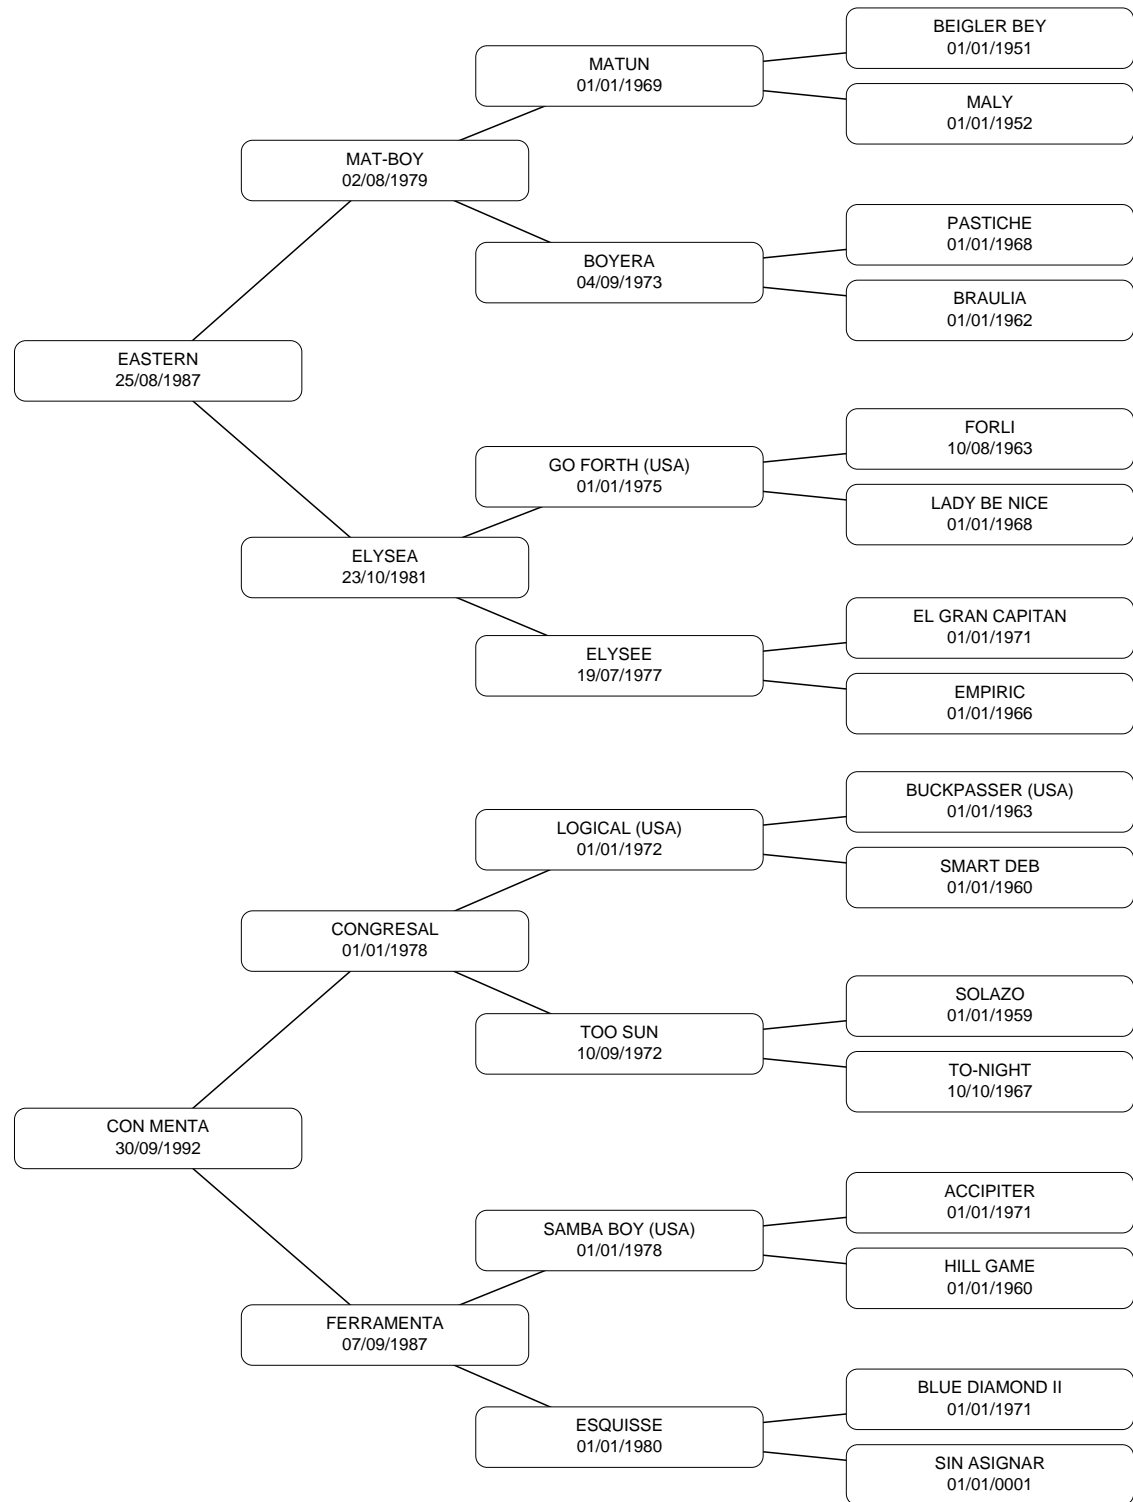 BEIGLER BEY
01/01/1951
MATUN
01/01/1969
MALY
01/01/1952
MAT-BOY
02/08/1979
PASTICHE
01/01/1968
BOYERA
04/09/1973
BRAULIA
01/01/1962
EASTERN
25/08/1987
FORLI
10/08/1963
GO FORTH (USA)
01/01/1975
LADY BE NICE
01/01/1968
ELYSEA
23/10/1981
EL GRAN CAPITAN
01/01/1971
ELYSEE
19/07/1977
EMPIRIC
01/01/1966
BUCKPASSER (USA)
01/01/1963
LOGICAL (USA)
01/01/1972
SMART DEB
01/01/1960
CONGRESAL
01/01/1978
SOLAZO
01/01/1959
TOO SUN
10/09/1972
TO-NIGHT
10/10/1967
CON MENTA
30/09/1992
ACCIPITER
01/01/1971
SAMBA BOY (USA)
01/01/1978
HILL GAME
01/01/1960
FERRAMENTA
07/09/1987
BLUE DIAMOND II
01/01/1971
ESQUISSE
01/01/1980
SIN ASIGNAR
01/01/0001